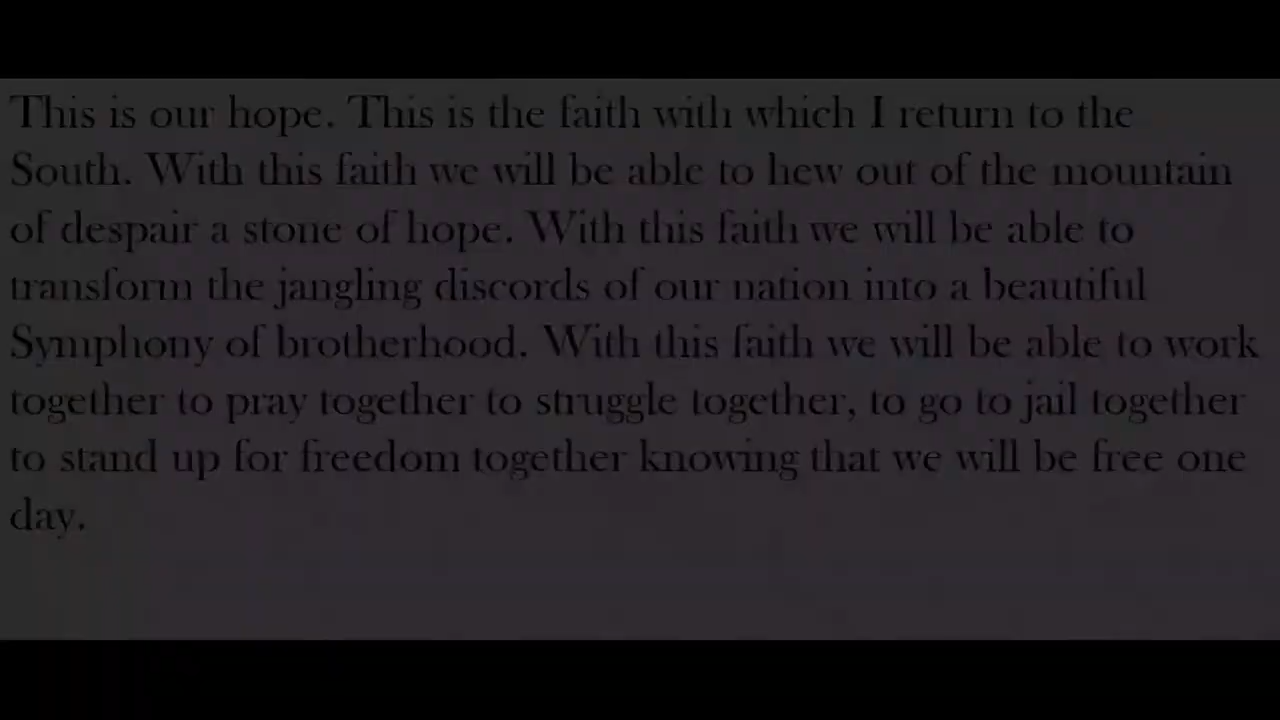 This is our hope. This is the faith with which I return to the
South. With this faith we will be able to hew out of the mountain
of despair a stone of hope. With this faith we will be able to
transform the jangling discords of our nation into a beautiful
Symphony of brotherhood. With this faith we will be able to work
together to pray together to struggle together, to go to jail together
to stand up for freedom together knowing that we will be free one
day.